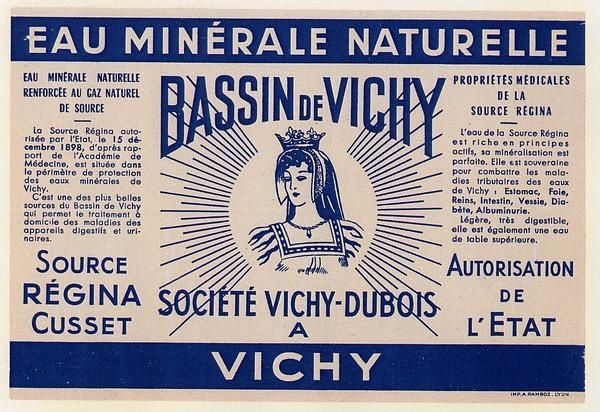 EAU MINÉRALE NATURELLE
EAU MINÉRALE NATURELLE
RENFORCÉE AU GAZ NATUREL
DE SOURCE
La Source Régina auto-
risée par l'Etat, le 15 dé-
cembre 1898, d'après rap-
port de l'Académie de
Médecine, est située dans
le périmètre de protection
des eaux minérales de
Vichy.
C'est une des plus belles
sources du Bassin de Vichy
qui permet le traitement à
domicile des maladies des
appareils digestifs et uri-
naires.
SOURCE
RÉGINA
CUSSET
BASSIN DE VICHY
SOCIÉTÉ VICHY-DUBOIS
A
VICHY
PROPRIÉTÉS MÉDICALES
DE LA
SOURCE RÉGINA
L'eau de la Source Régina
est riche en principes
actifs, sa minéralisation est
parfaite. Elle est souveraine
pour combattre les mala-
dies tributaires des eaux
de Vichy : Estomac, Foie,
Reins, Intestin, Vessie, Dia-
bète, Albuminurie.
Légère, très digestible,
elle est également une eau
de table supérieure.
AUTORISATION
DE
L'ETAT
IMP. A. RAMBOZ, LYON